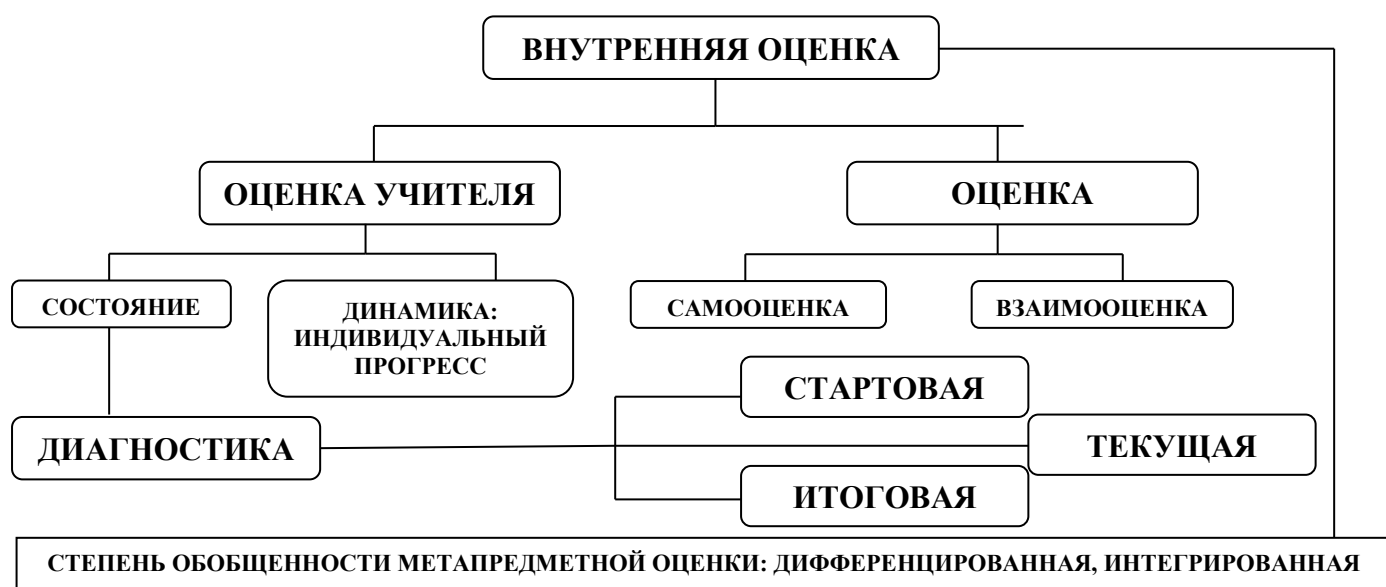 ВНУТРЕННЯЯ ОЦЕНКА
ОЦЕНКА УЧИТЕЛЯ
ОЦЕНКА
СОСТОЯНИЕ
ДИНАМИКА:
ИНДИВИДУАЛЬНЫЙ
ПРОГРЕСС
САМООЦЕНКА
ВЗАИМООЦЕНКА
СТАРТОВАЯ
ДИАГНОСТИКА
ТЕКУЩАЯ
ИТОГОВАЯ
СТЕПЕНЬ ОБОБЩЕННОСТИ МЕТАПРЕДМЕТНОЙ ОЦЕНКИ: ДИФФЕРЕНЦИРОВАННАЯ, ИНТЕГРИРОВАННАЯ